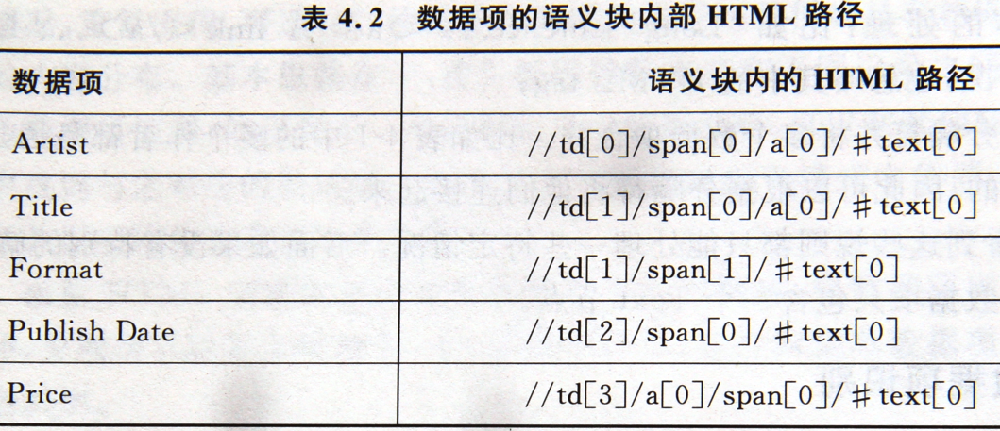 表 4.2 数据项的语义块内部 HTML 路径
数据项 语义块内的 HTML 路径
Artist //td[0]/span[0]/a[0]/#text[0]
Title //td[1]/span[0]/a[0]/#text[0]
Format //td[1]/span[1]/#text[0]
Publish Date //td[2]/span[0]/#text[0]
Price //td[3]/a[0]/span[0]/#text[0]